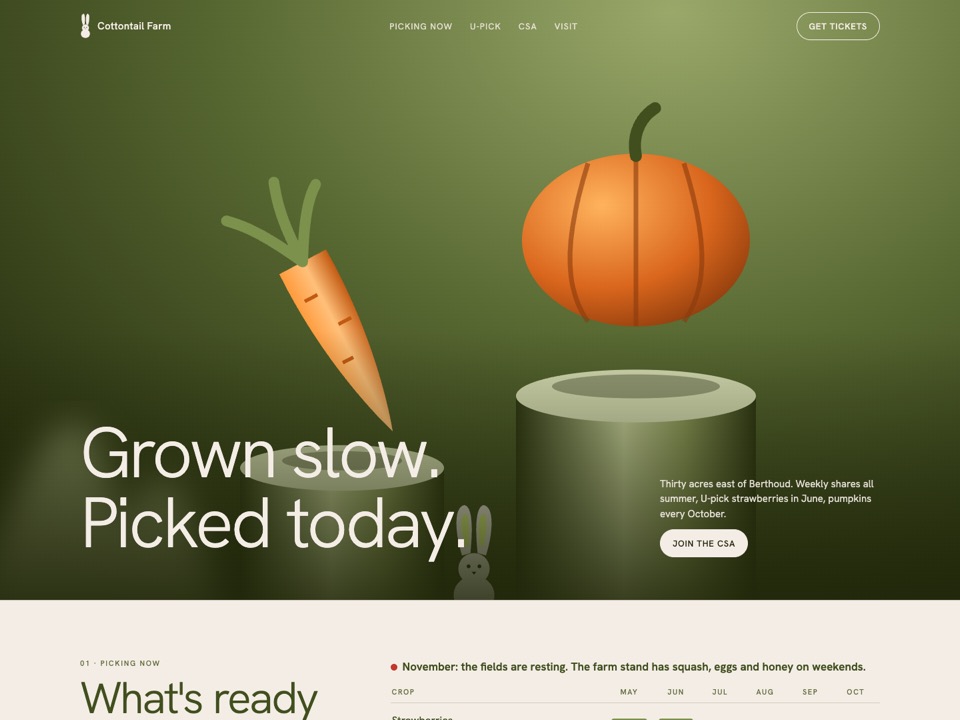 Cottontail Farm
PICKING NOW
U-PICK
CSA
VISIT
GET TICKETS
Grown slow.
Picked today.
Thirty acres east of Berthoud. Weekly shares all
summer, U-pick strawberries in June, pumpkins
every October.
JOIN THE CSA
01 · PICKING NOW
What's ready
November: the fields are resting. The farm stand has squash, eggs and honey on weekends.
CROP MAY JUN JUL AUG SEP OCT
Strawberries